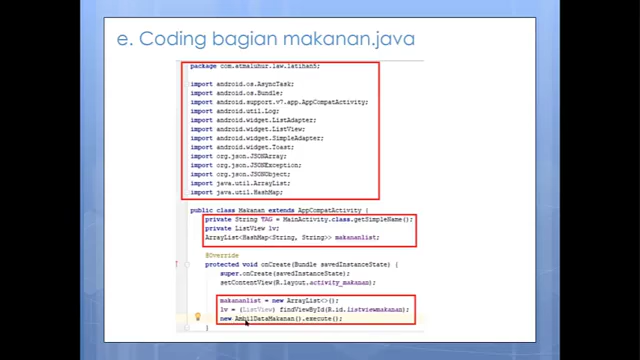 e. Coding bagian makanan.java
package com.atmaluhur.law.latihan5;
import android.os.AsyncTask;
import android.os.Bundle;
import android.support.v7.app.AppCompatActivity;
import android.util.Log;
import android.widget.ListAdapter;
import android.widget.ListView;
import android.widget.SimpleAdapter;
import android.widget.Toast;
import org.json.JSONArray;
import org.json.JSONException;
import org.json.JSONObject;
import java.util.ArrayList;
import java.util.HashMap;
public class Makanan extends AppCompatActivity {
private String TAG = MainActivity.class.getSimpleName();
private ListView lv;
ArrayList<HashMap<String, String>> makananlist;
@Override
protected void onCreate(Bundle savedInstanceState) {
super.onCreate(savedInstanceState);
setContentView(R.layout.activity_makanan);
makananlist = new ArrayList<>();
lv = (ListView) findViewById(R.id.listviewmakanan);
new AmbilDataMakanan().execute();
}